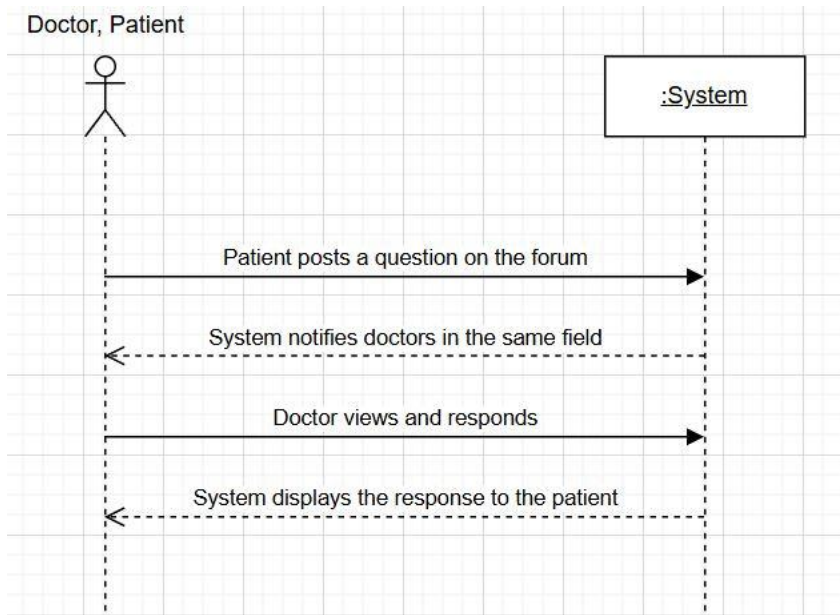 Doctor, Patient
:System
Patient posts a question on the forum
System notifies doctors in the same field
Doctor views and responds
System displays the response to the patient